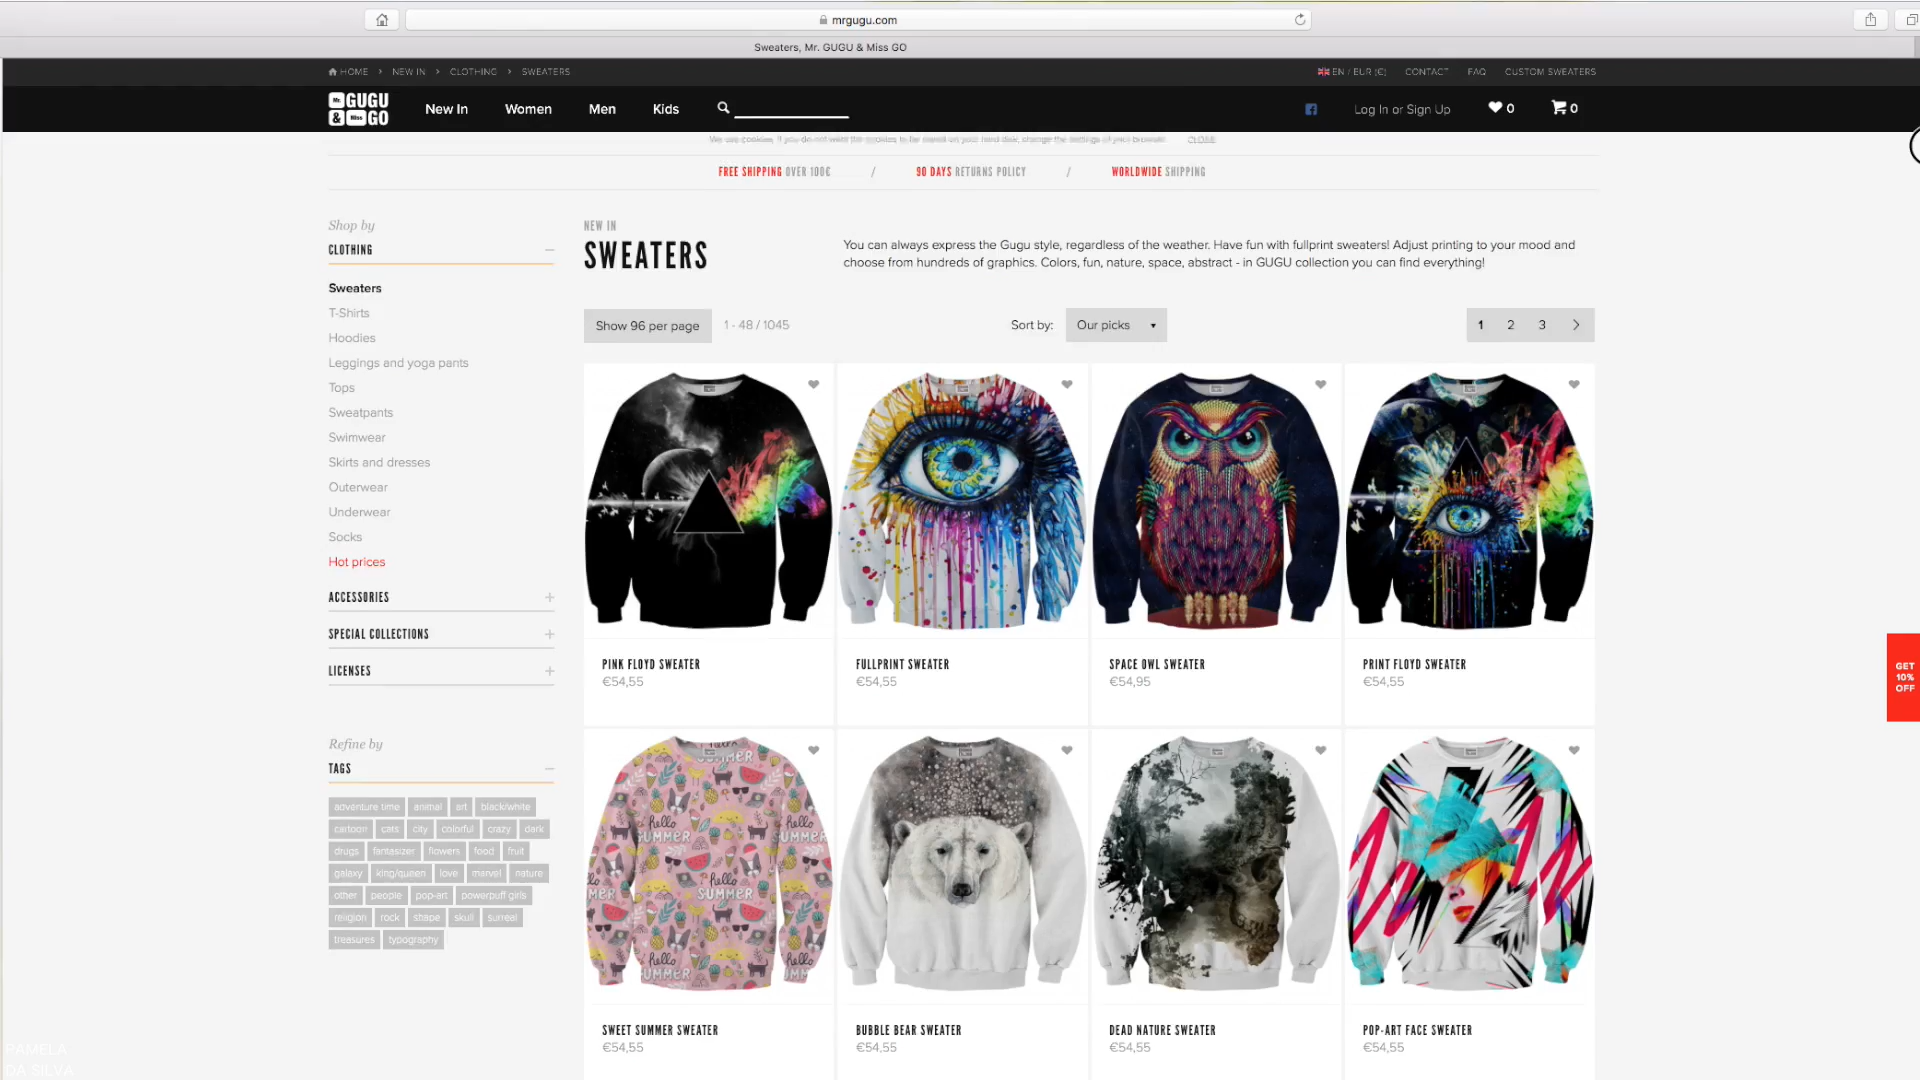 mrgugu.com
Sweaters, Mr. GUGU & Miss GO
HOME > NEW IN > CLOTHING > SWEATERS
EN / EUR (€) CONTACT FAQ CUSTOM SWEATERS
Mr. GUGU & Miss GO
New In Women Men Kids
Log In or Sign Up 0 0
We use cookies, if you do not want the cookies to be saved on your hard disk, change the settings of your browser. CLOSE
FREE SHIPPING OVER 100€ / 90 DAYS RETURNS POLICY / WORLDWIDE SHIPPING
Shop by
CLOTHING
Sweaters
T-Shirts
Hoodies
Leggings and yoga pants
Tops
Sweatpants
Swimwear
Skirts and dresses
Outerwear
Underwear
Socks
Hot prices
ACCESSORIES
SPECIAL COLLECTIONS
LICENSES
Refine by
TAGS
adventure time animal art black/white
cartoon cats city colorful crazy dark
drugs fantasizer flowers food fruit
galaxy king/queen love marvel nature
other people pop-art powerpuff girls
religion rock shape skull surreal
treasures typography
NEW IN
SWEATERS
You can always express the Gugu style, regardless of the weather. Have fun with fullprint sweaters! Adjust printing to your mood and
choose from hundreds of graphics. Colors, fun, nature, space, abstract - in GUGU collection you can find everything!
Show 96 per page 1 - 48 / 1045
Sort by: Our picks
1 2 3
PINK FLOYD SWEATER
€54,55
FULLPRINT SWEATER
€54,55
SPACE OWL SWEATER
€54,95
PRINT FLOYD SWEATER
€54,55
hello
SUMMER
SWEET SUMMER SWEATER
€54,55
BUBBLE BEAR SWEATER
€54,55
DEAD NATURE SWEATER
€54,55
POP-ART FACE SWEATER
€54,55
GET
10%
OFF
PAMELA
DA SILVA